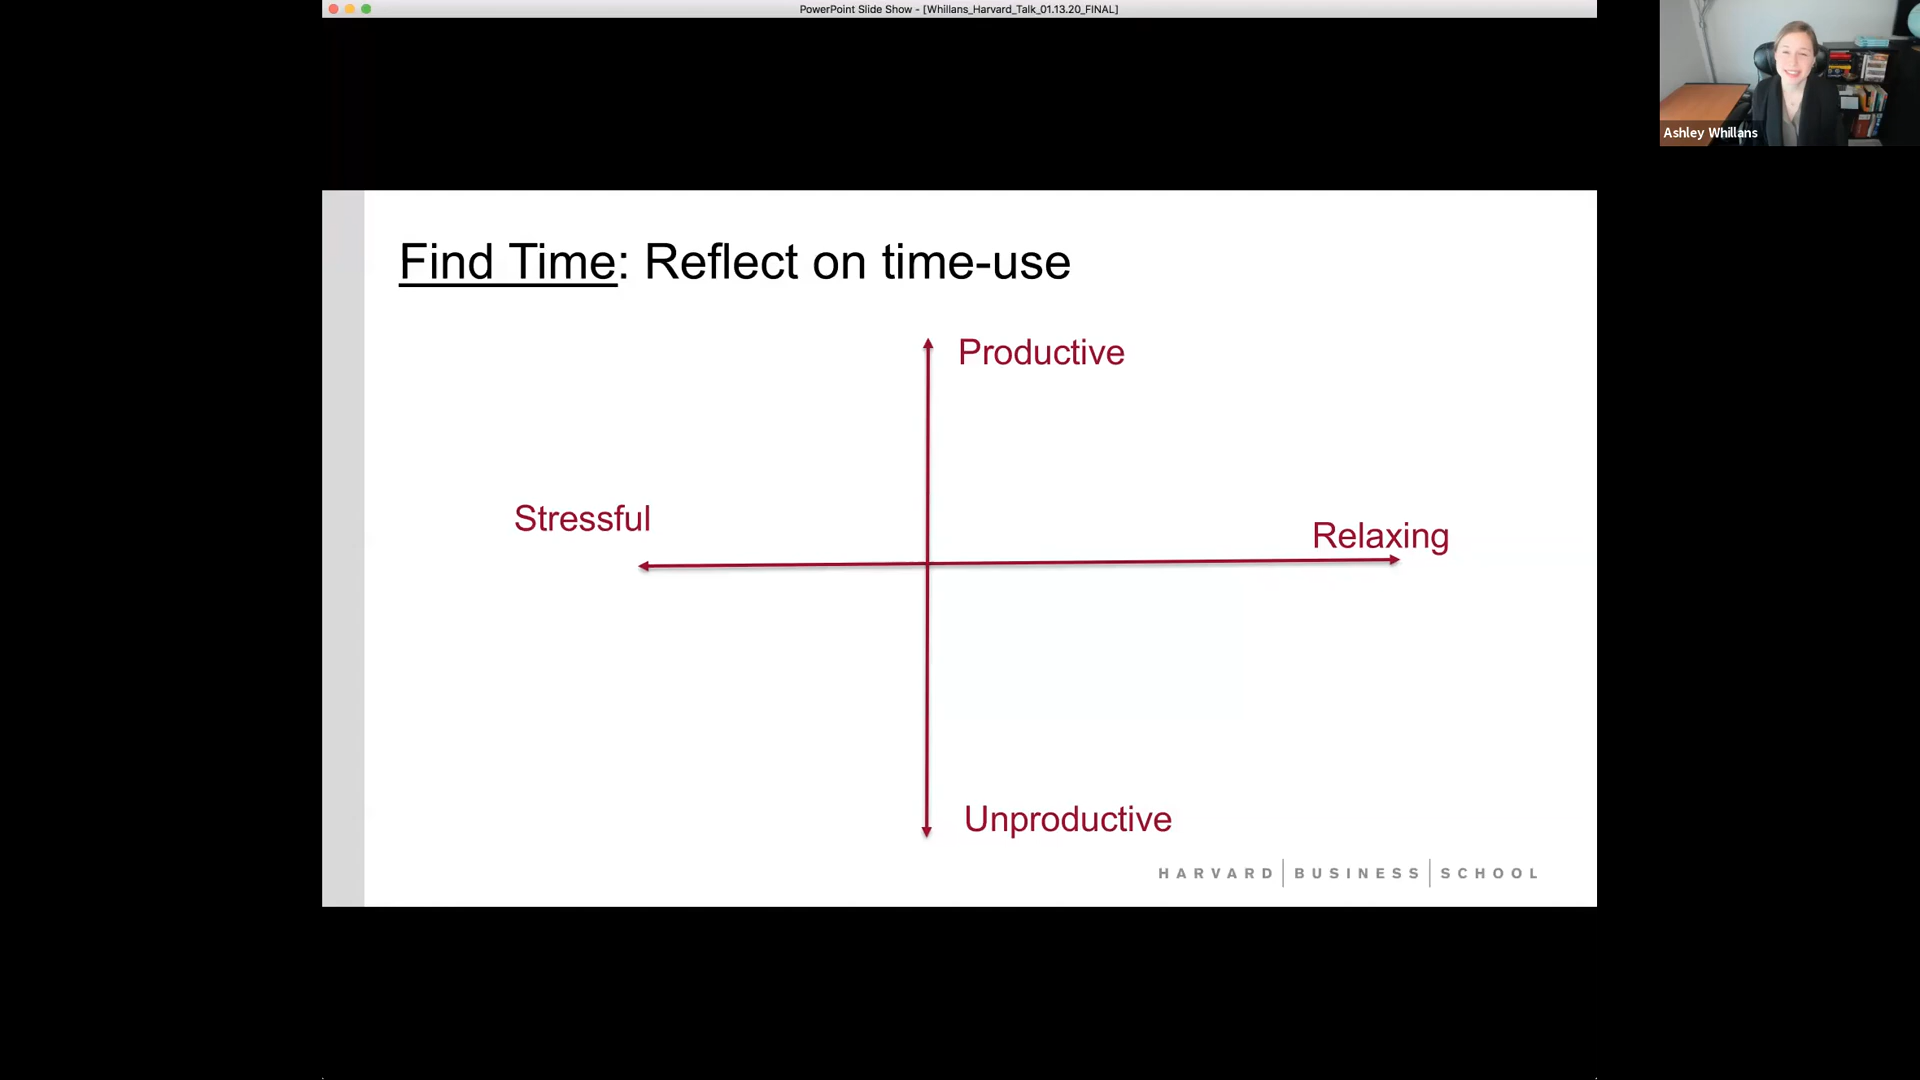 PowerPoint Slide Show - [Whillans_Harvard_Talk_01.13.20_FINAL]
Ashley Whillans
Find Time: Reflect on time-use
Productive
Stressful
Relaxing
Unproductive
HARVARD | BUSINESS | SCHOOL